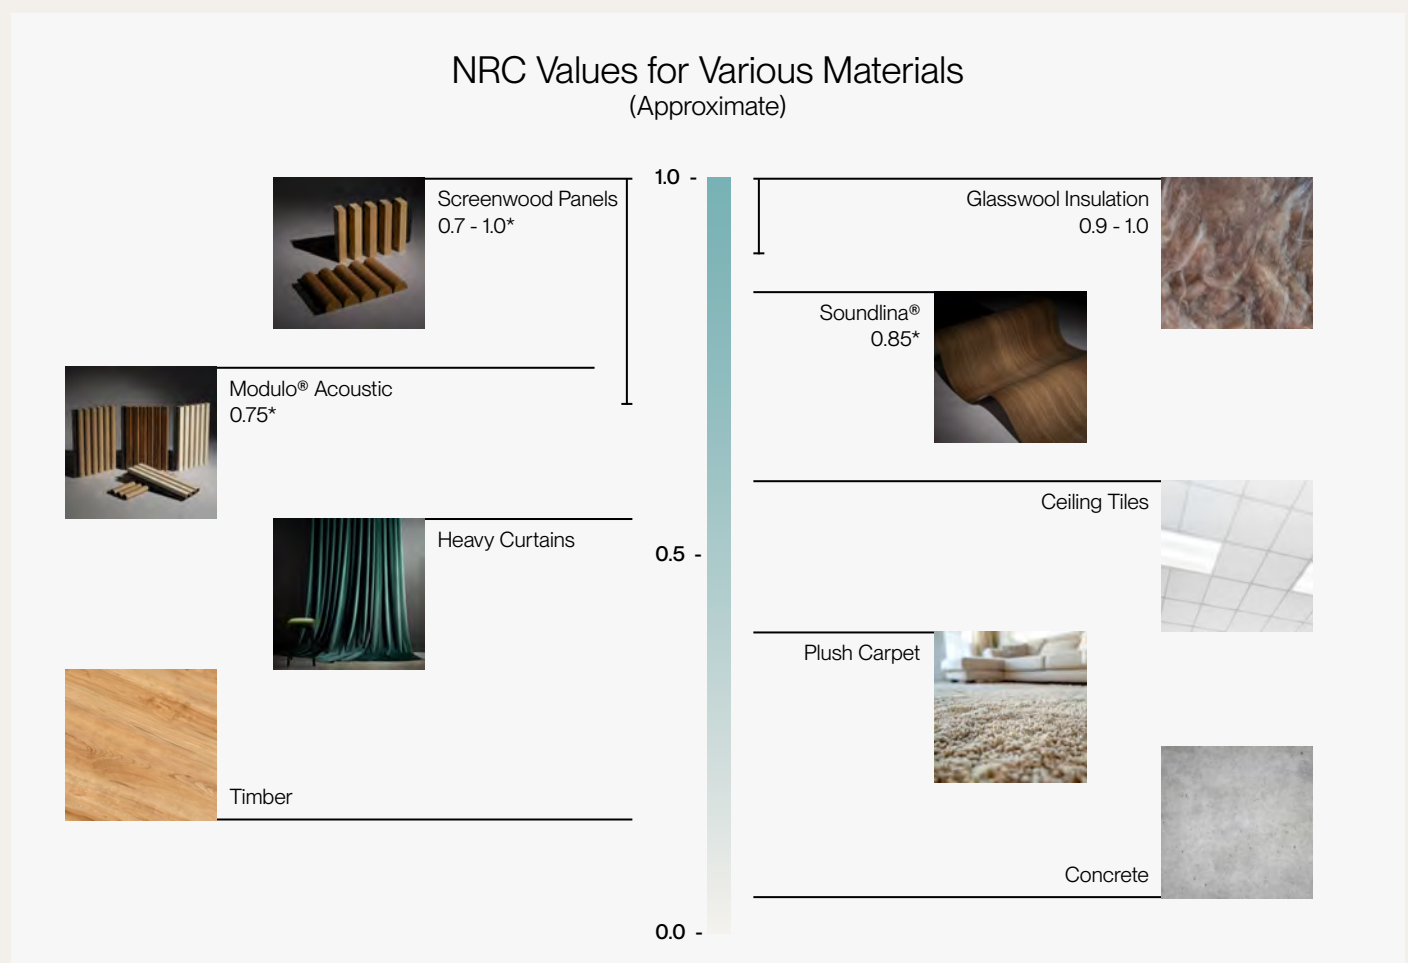 NRC Values for Various Materials
(Approximate)
1.0 -
Screenwood Panels
0.7 - 1.0*
Glasswool Insulation
0.9 - 1.0
Soundlina®
0.85*
Modulo® Acoustic
0.75*
Ceiling Tiles
Heavy Curtains
0.5 -
Plush Carpet
Timber
Concrete
0.0 -